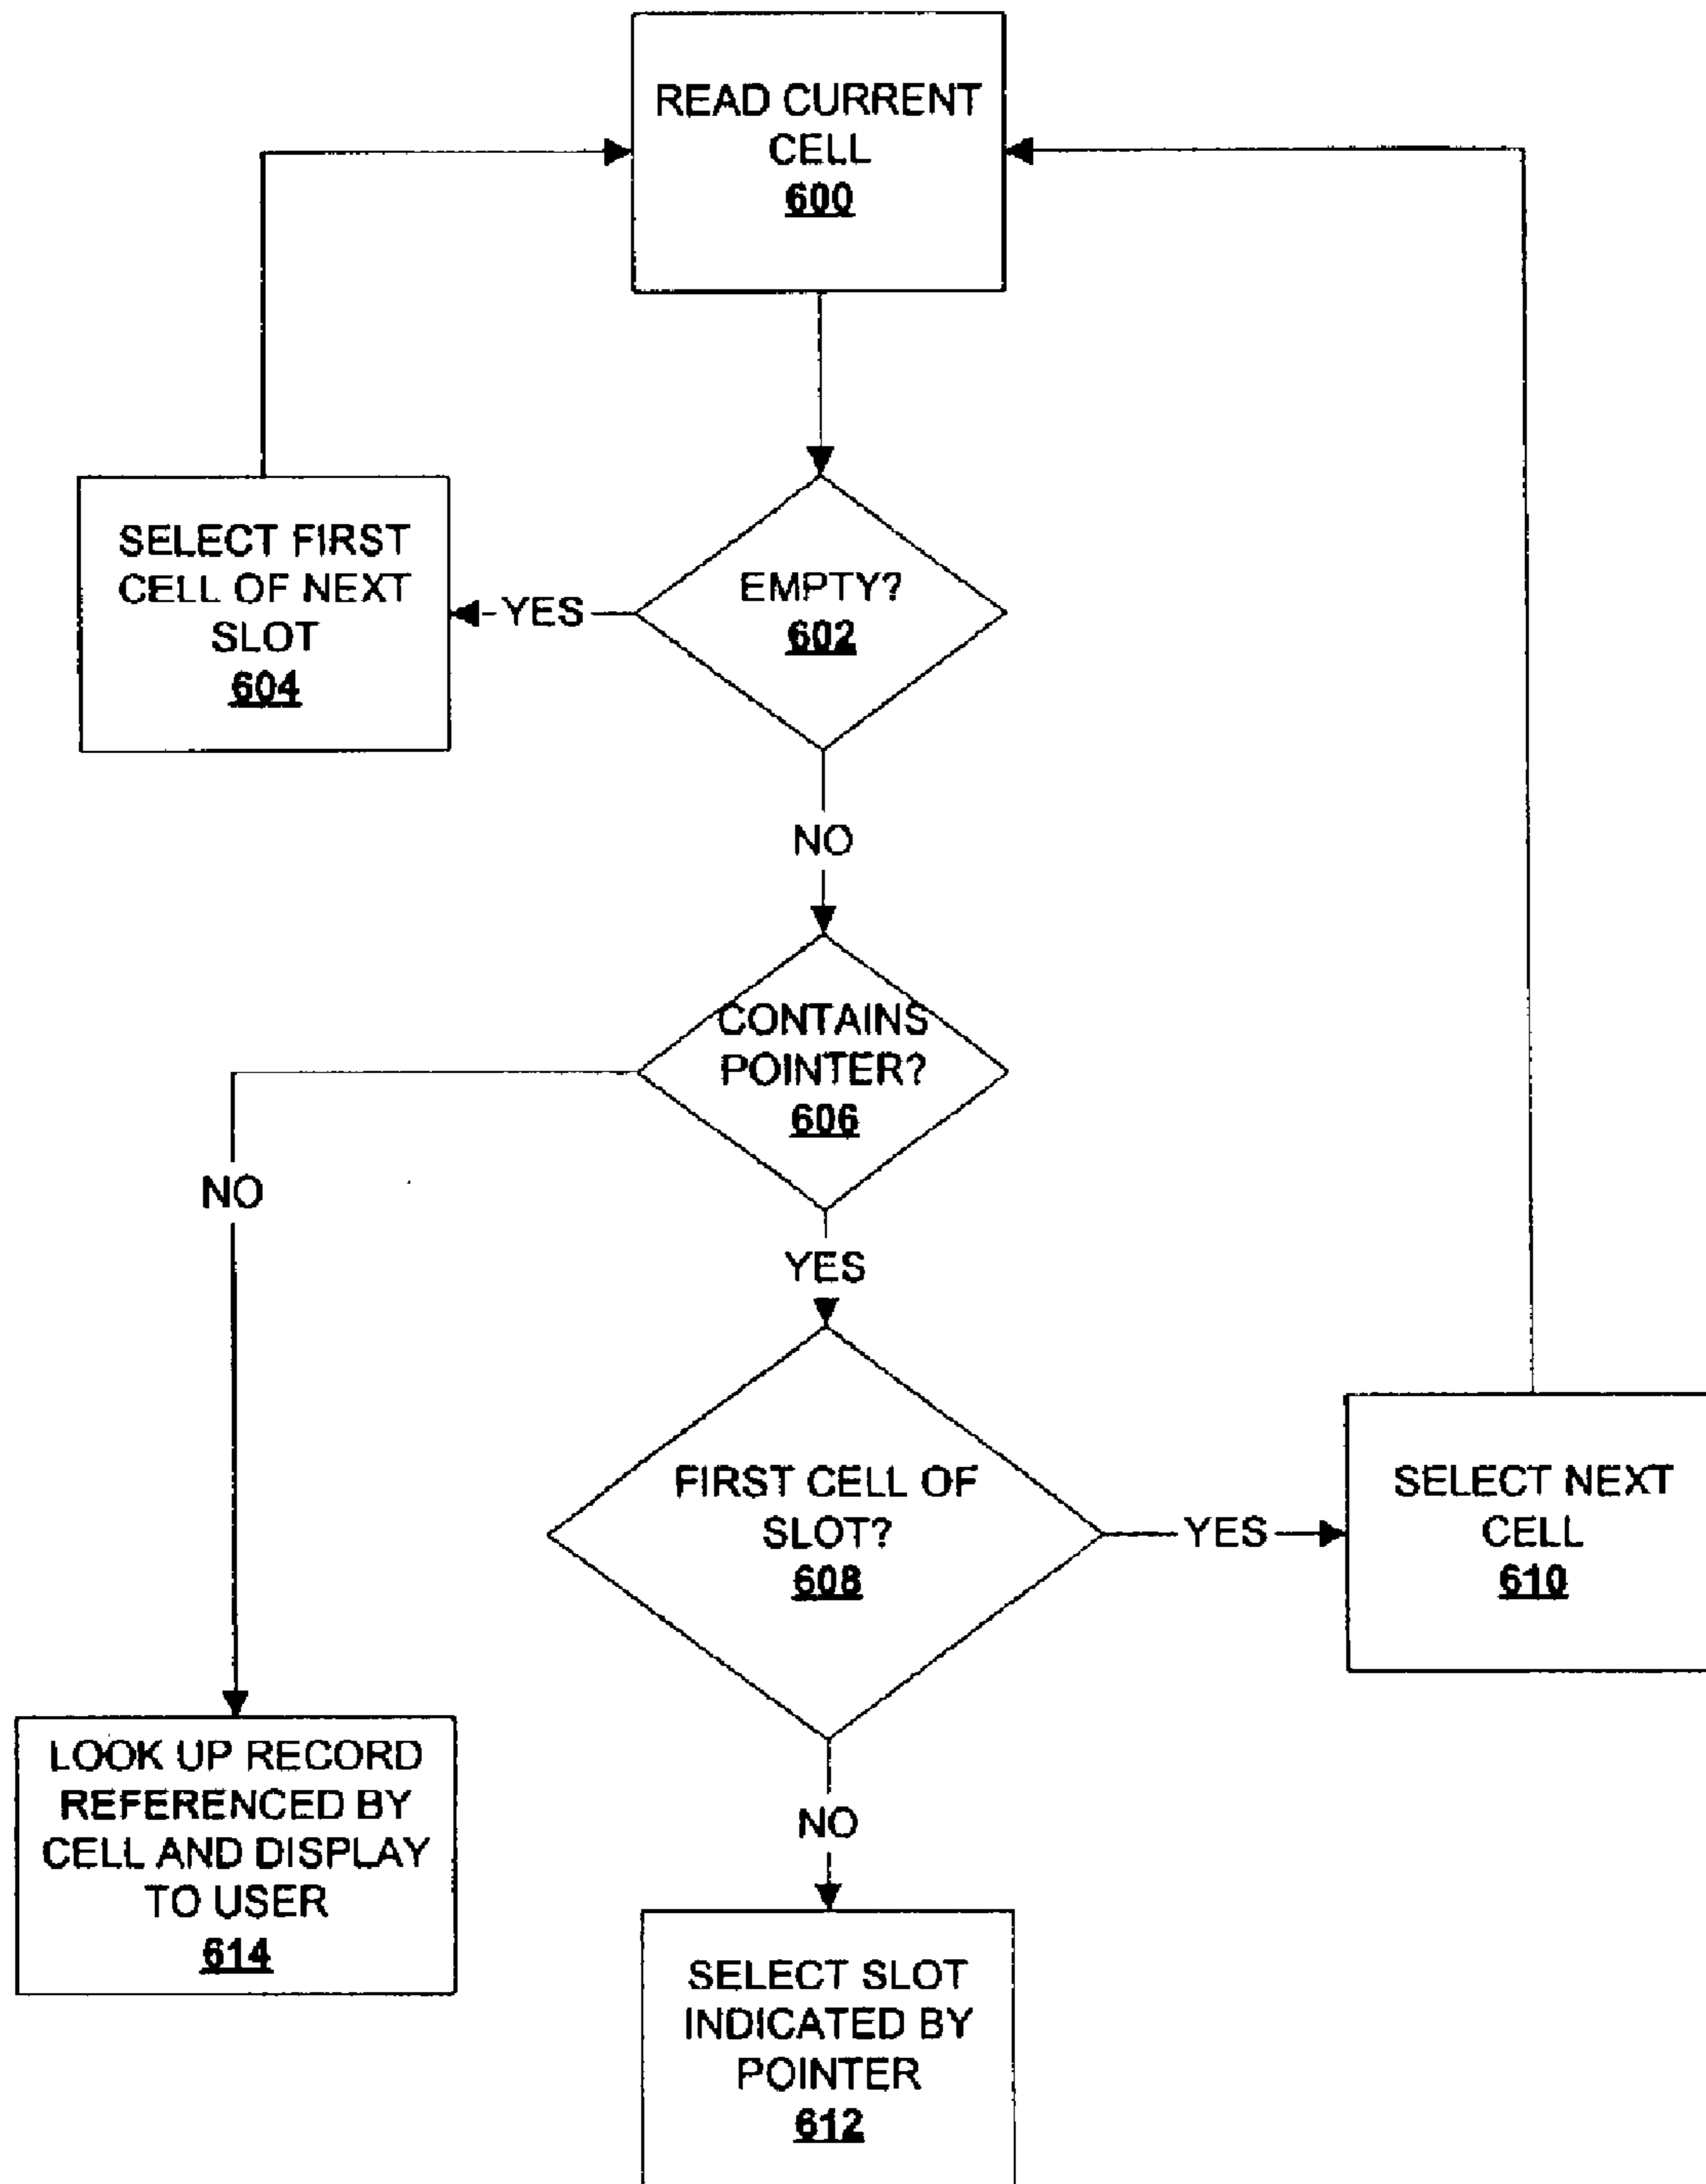 READ CURRENT
CELL
600
SELECT FIRST
CELL OF NEXT
SLOT
604
YES
EMPTY?
602
NO
CONTAINS
POINTER?
606
NO
YES
FIRST CELL OF
SLOT?
608
YES
SELECT NEXT
CELL
610
LOOK UP RECORD
REFERENCED BY
CELL AND DISPLAY
TO USER
614
NO
SELECT SLOT
INDICATED BY
POINTER
612